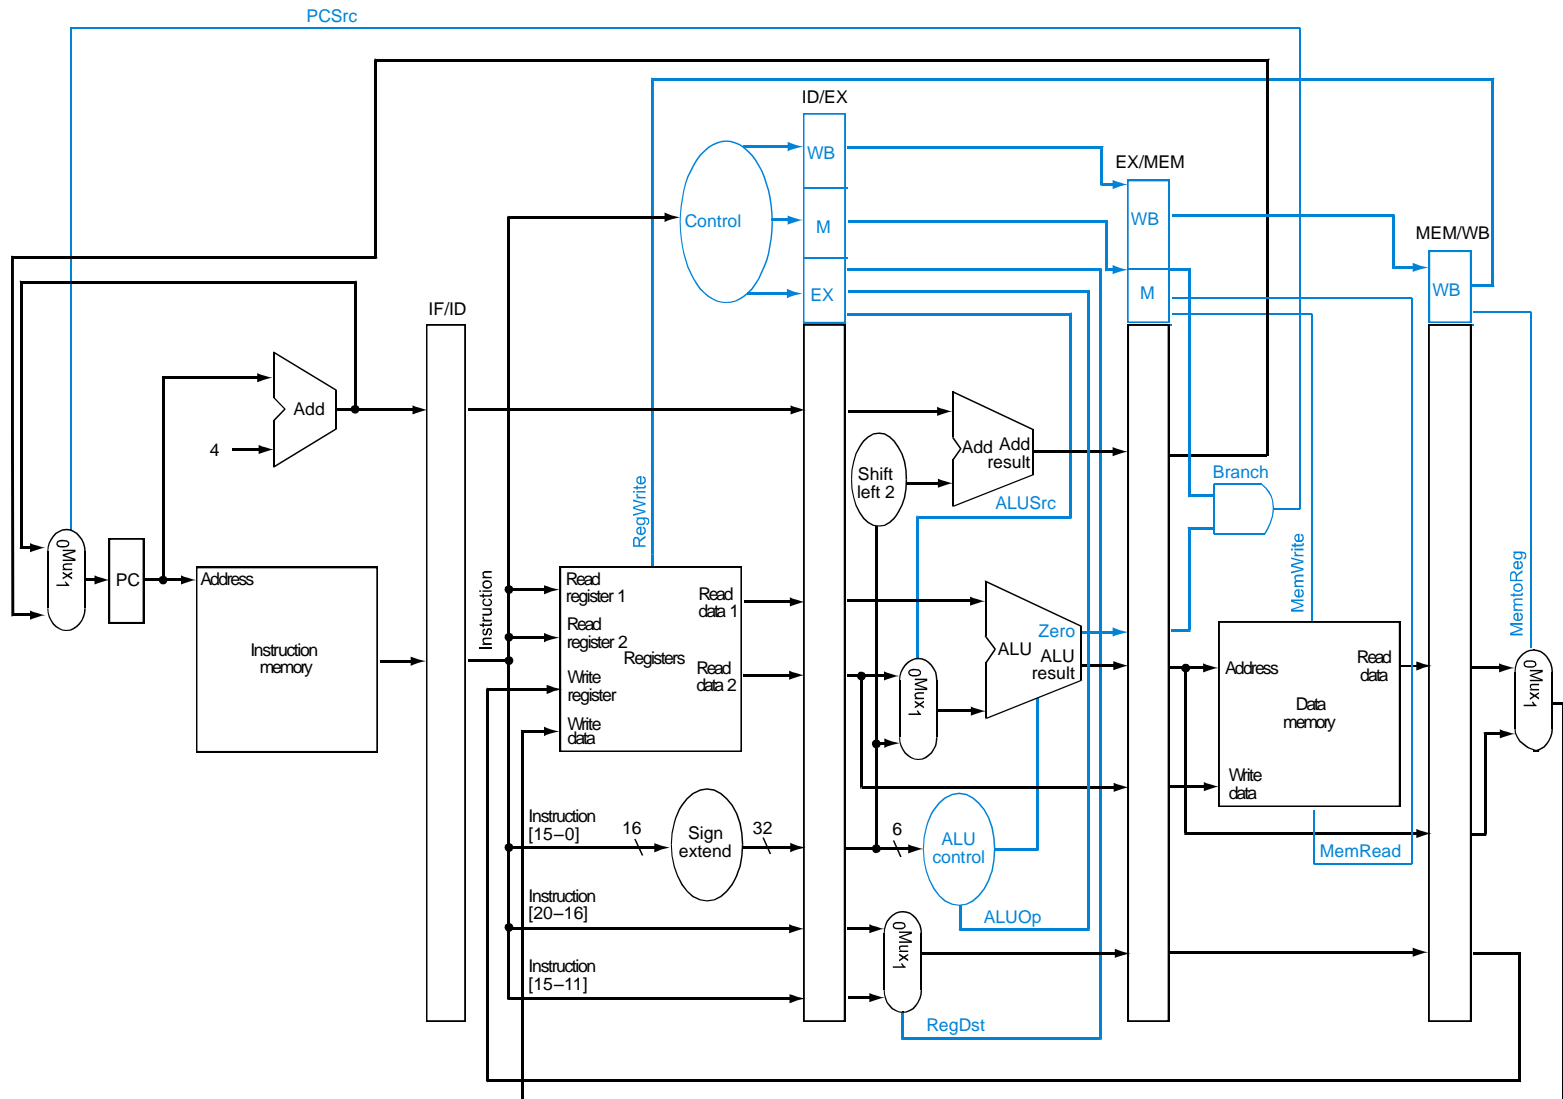 PCSrc
ID/EX
WB
EX/MEM
Control
M
WB
MEM/WB
EX
M
WB
IF/ID
Add
4
Add Add
result
Shift
left 2
Branch
ALUSrc
RegWrite
MemWrite
MemtoReg
0
Mux
1
PC
Address
Instruction
memory
Instruction
Read
register 1
Read
data 1
Read
register 2
Registers
Read
data 2
Write
register
Write
data
0
Mux
1
Zero
ALU
ALU
result
Address
Read
data
Data
memory
Write
data
0
Mux
1
Instruction
[15–0]
16
Sign
extend
32
6
ALU
control
MemRead
Instruction
[20–16]
ALUOp
0
Mux
1
Instruction
[15–11]
RegDst